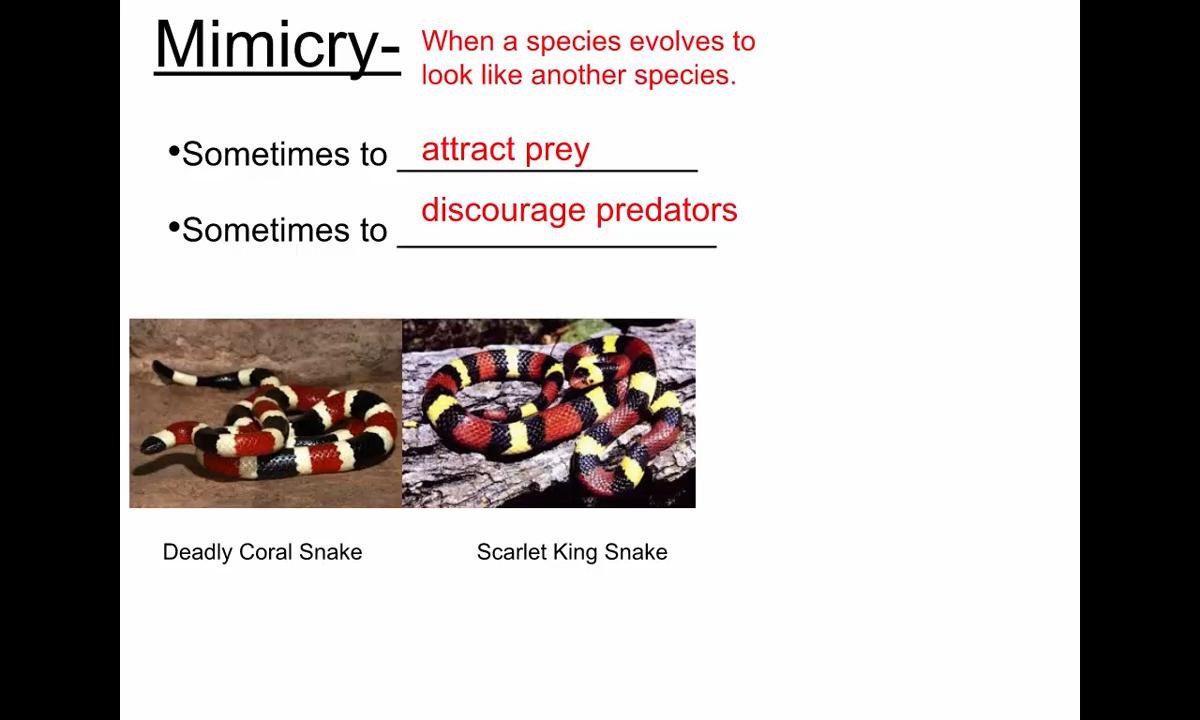 Mimicry-
When a species evolves to
look like another species.
•Sometimes to attract prey
•Sometimes to discourage predators
Deadly Coral Snake
Scarlet King Snake